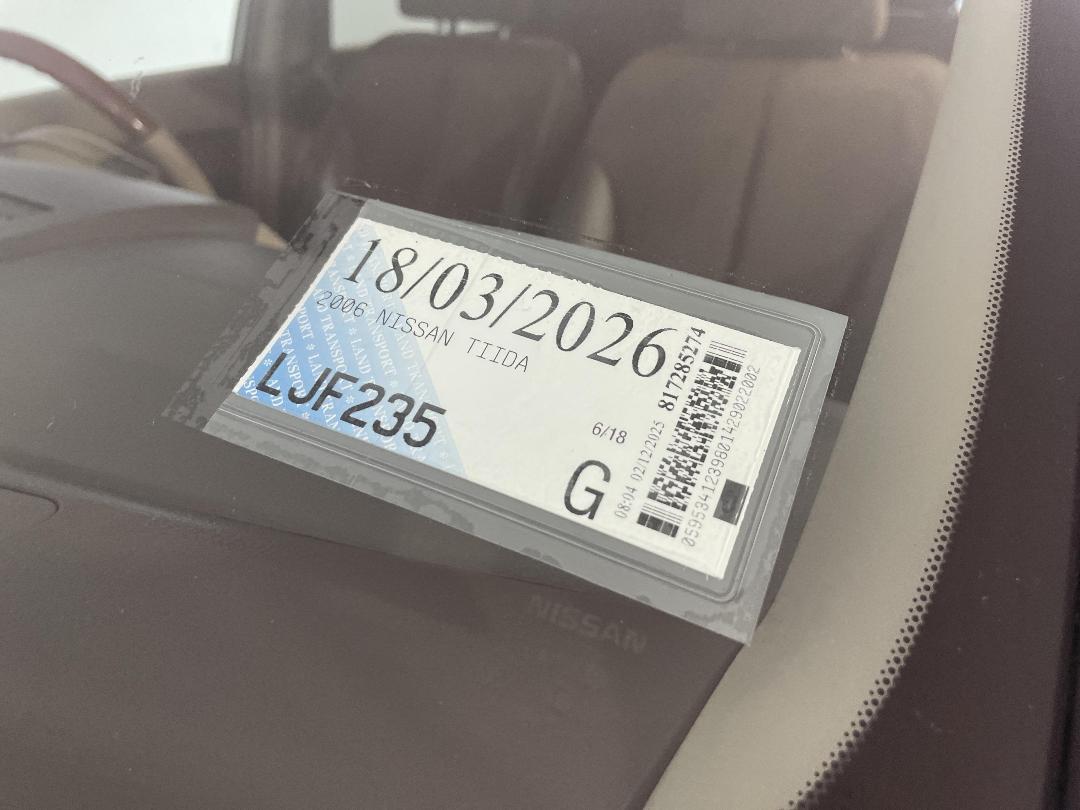 18/03/2026
2006 NISSAN TIIDA
LJF235
6/18
G
08:04 02/12/2025 817285274
0595341239801429022002
NISSAN